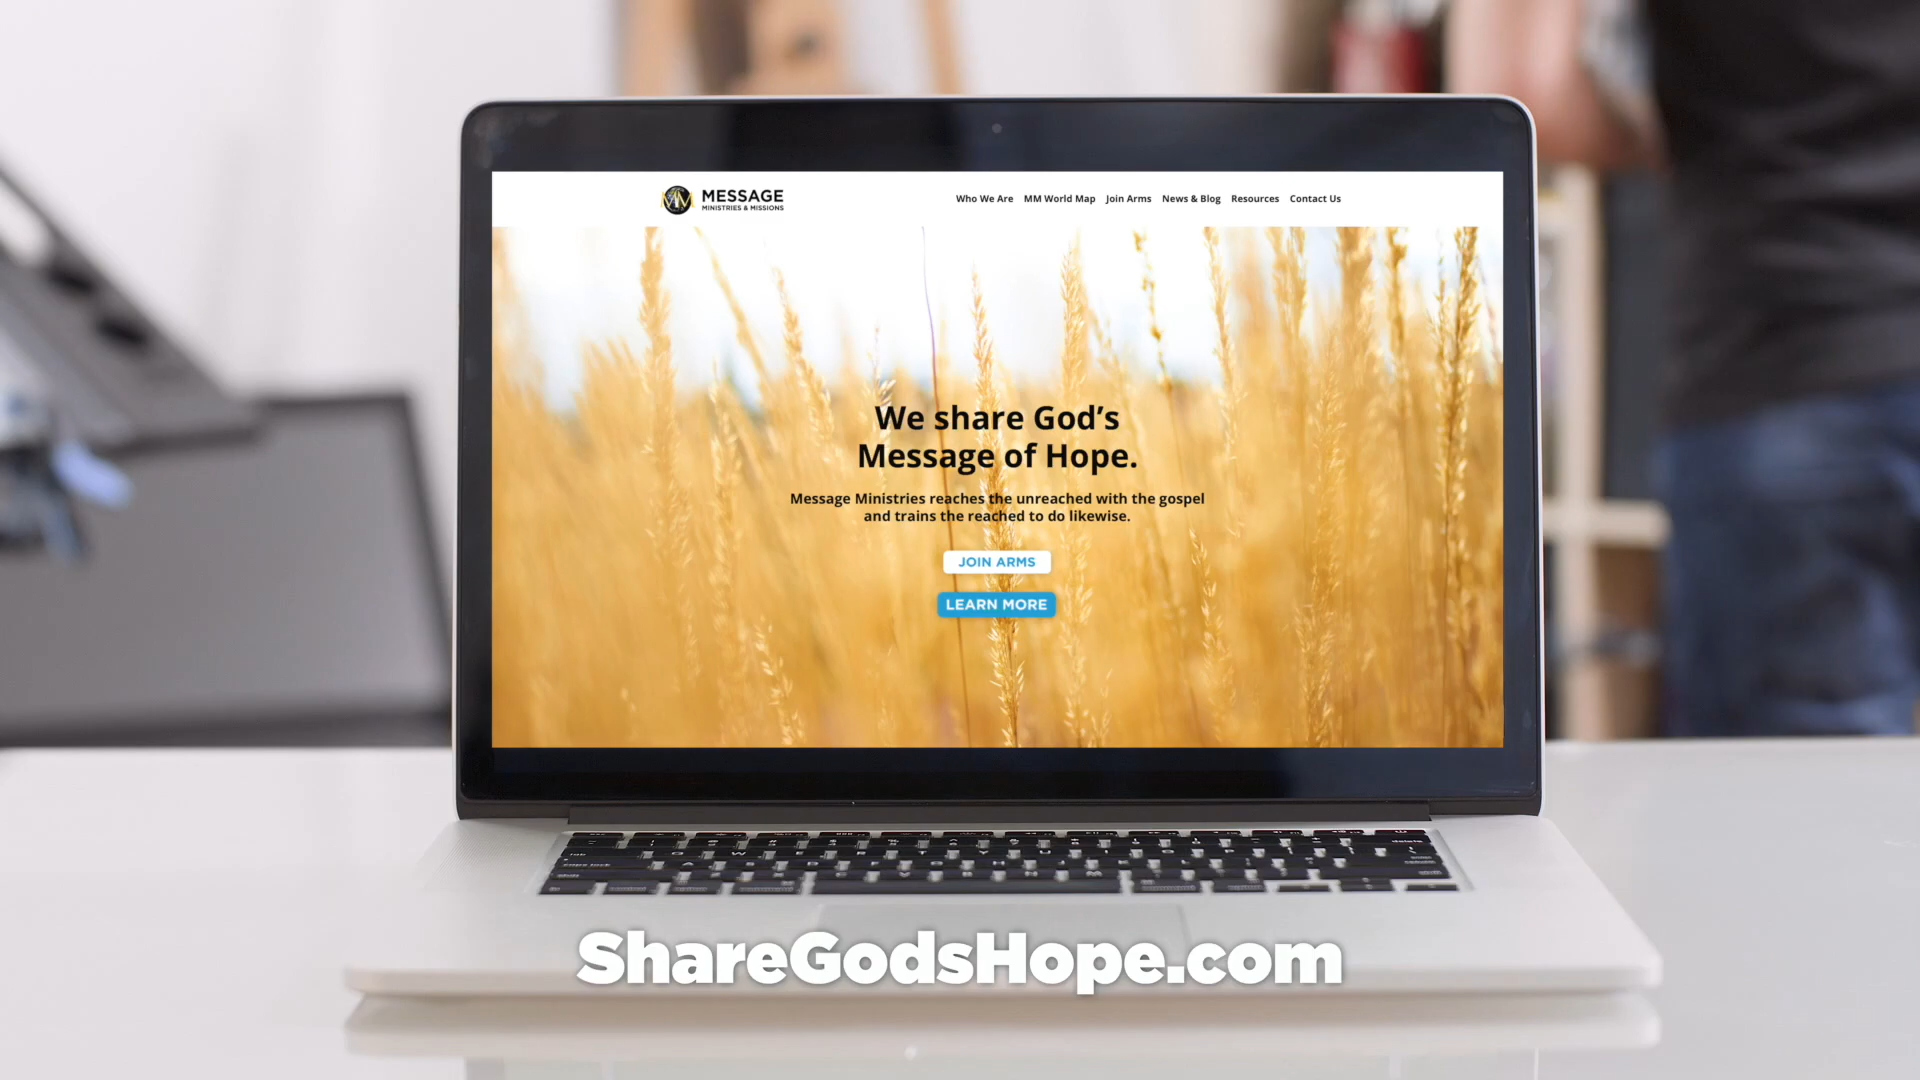 MESSAGE
MINISTRIES & MISSIONS
Who We Are MM World Map Join Arms News & Blog Resources Contact Us
We share God's
Message of Hope.
Message Ministries reaches the unreached with the gospel
and trains the reached to do likewise.
JOIN ARMS
LEARN MORE
ShareGodsHope.com